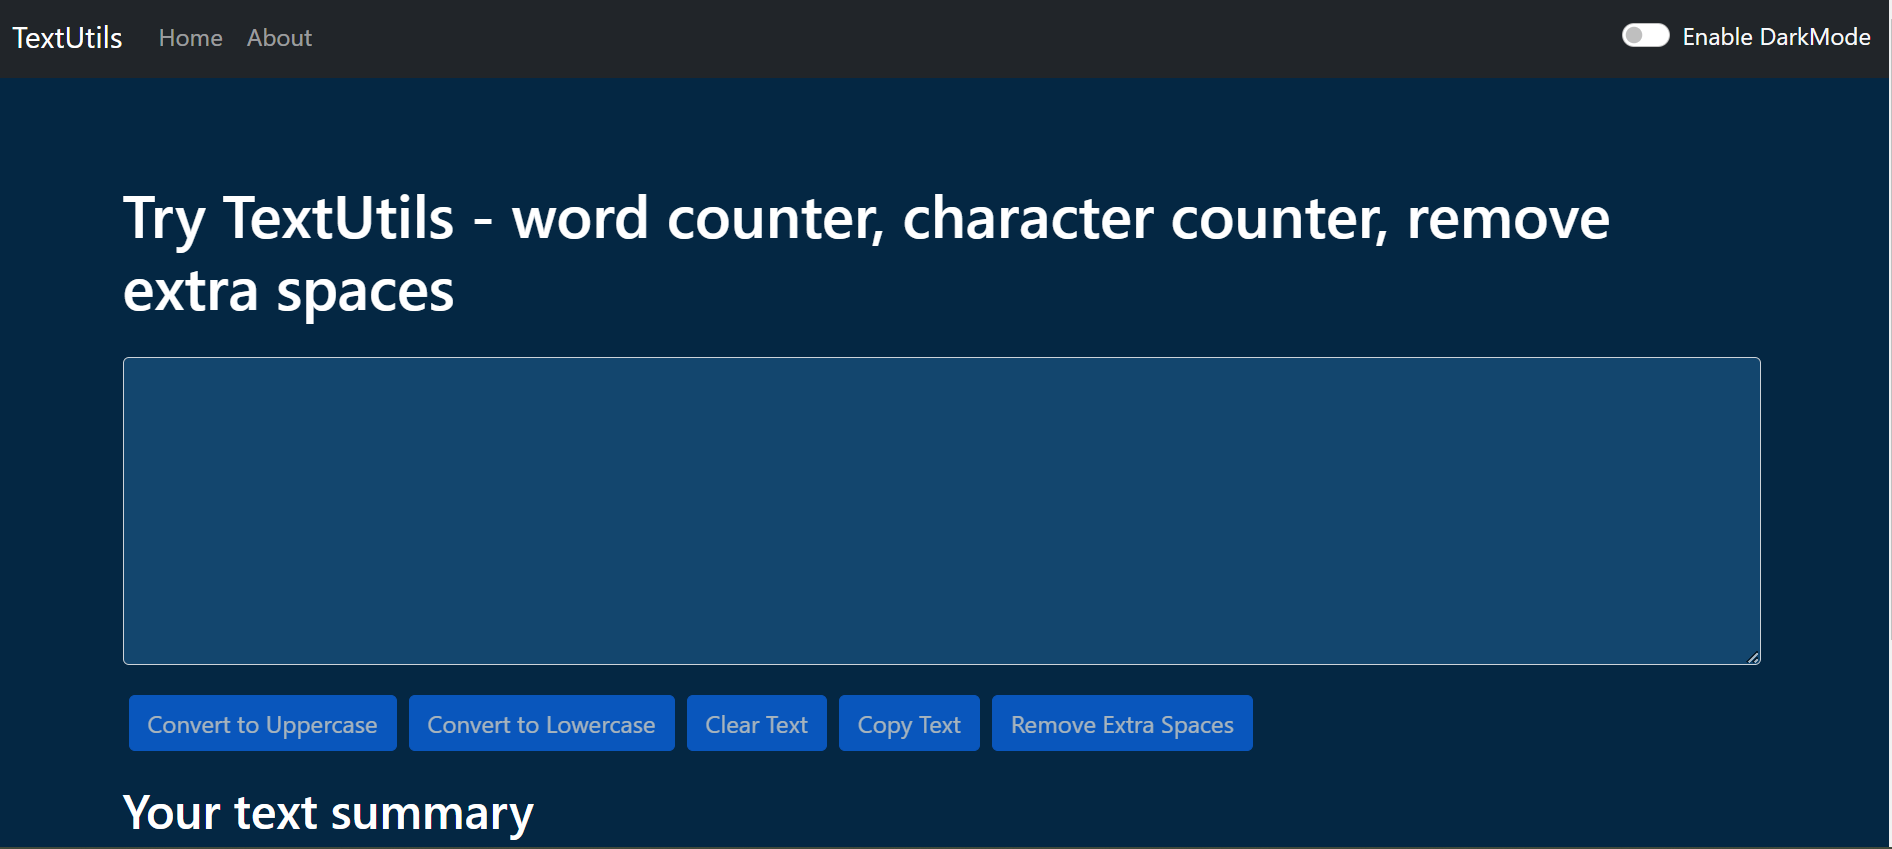 TextUtils Home About Enable DarkMode
Try TextUtils - word counter, character counter, remove
extra spaces
Convert to Uppercase Convert to Lowercase Clear Text Copy Text Remove Extra Spaces
Your text summary